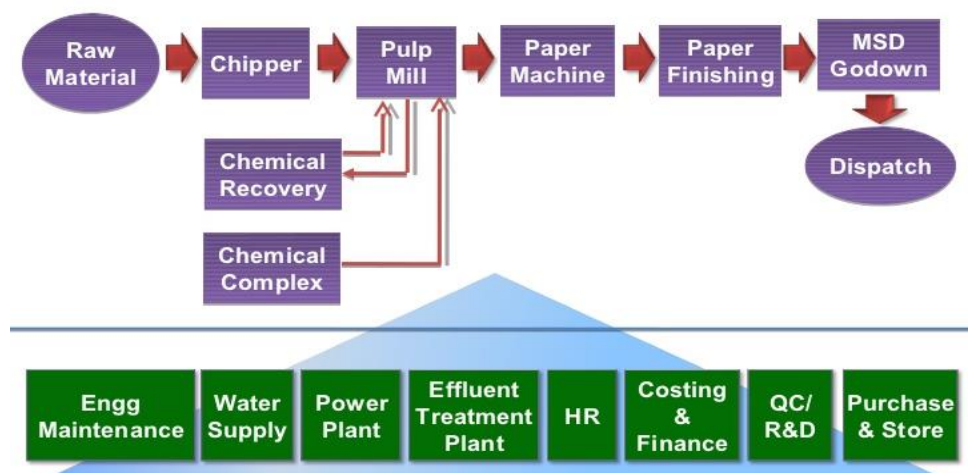 Raw
Material
Chipper
Pulp
Mill
Paper
Machine
Paper
Finishing
MSD
Godown
Dispatch
Chemical
Recovery
Chemical
Complex
Engg
Maintenance
Water
Supply
Power
Plant
Effluent
Treatment
Plant
HR
Costing
&
Finance
QC/
R&D
Purchase
& Store